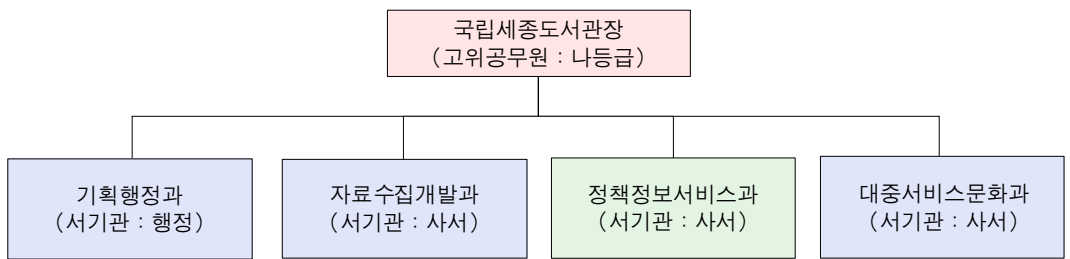 국립세종도서관장
(고위공무원 : 나등급)
기획행정과
(서기관 : 행정)
자료수집개발과
(서기관 : 사서)
정책정보서비스과
(서기관 : 사서)
대중서비스문화과
(서기관 : 사서)